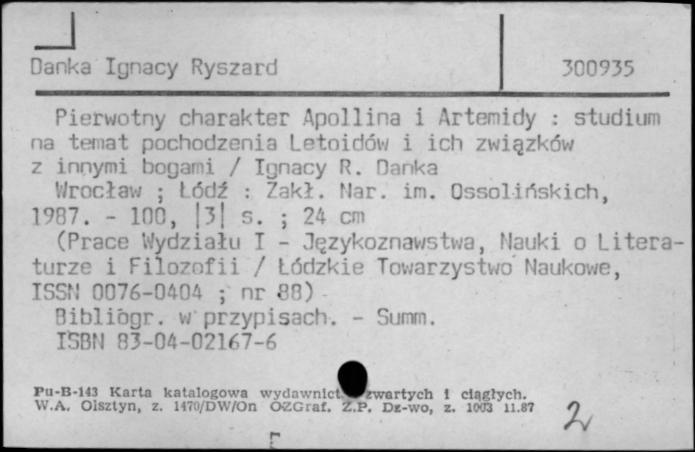 Danka Ignacy Ryszard 300935
Pierwotny charakter Apollina i Artemidy : studium
na temat pochodzenia Letoidów i ich związków
z innymi bogami / Ignacy R. Danka
Wrocław ; Łódź : Zakł. Nar. im. Ossolińskich,
1987. - 100, |3| s. ; 24 cm
(Prace Wydziału I - Językoznawstwa, Nauki o Litera-
turze i Filozofii / Łódzkie Towarzystwo Naukowe,
ISSN 0076-0404 ; nr 88)
Bibliogr. w przypisach. - Summ.
ISBN 83-04-02167-6
Pu-B-143 Karta katalogowa wydawnict zwartych i ciągłych.
W.A. Olsztyn, z. 1470/DW/On OZGraf. Z.P. Dz-wo, z. 1003 11.87
2